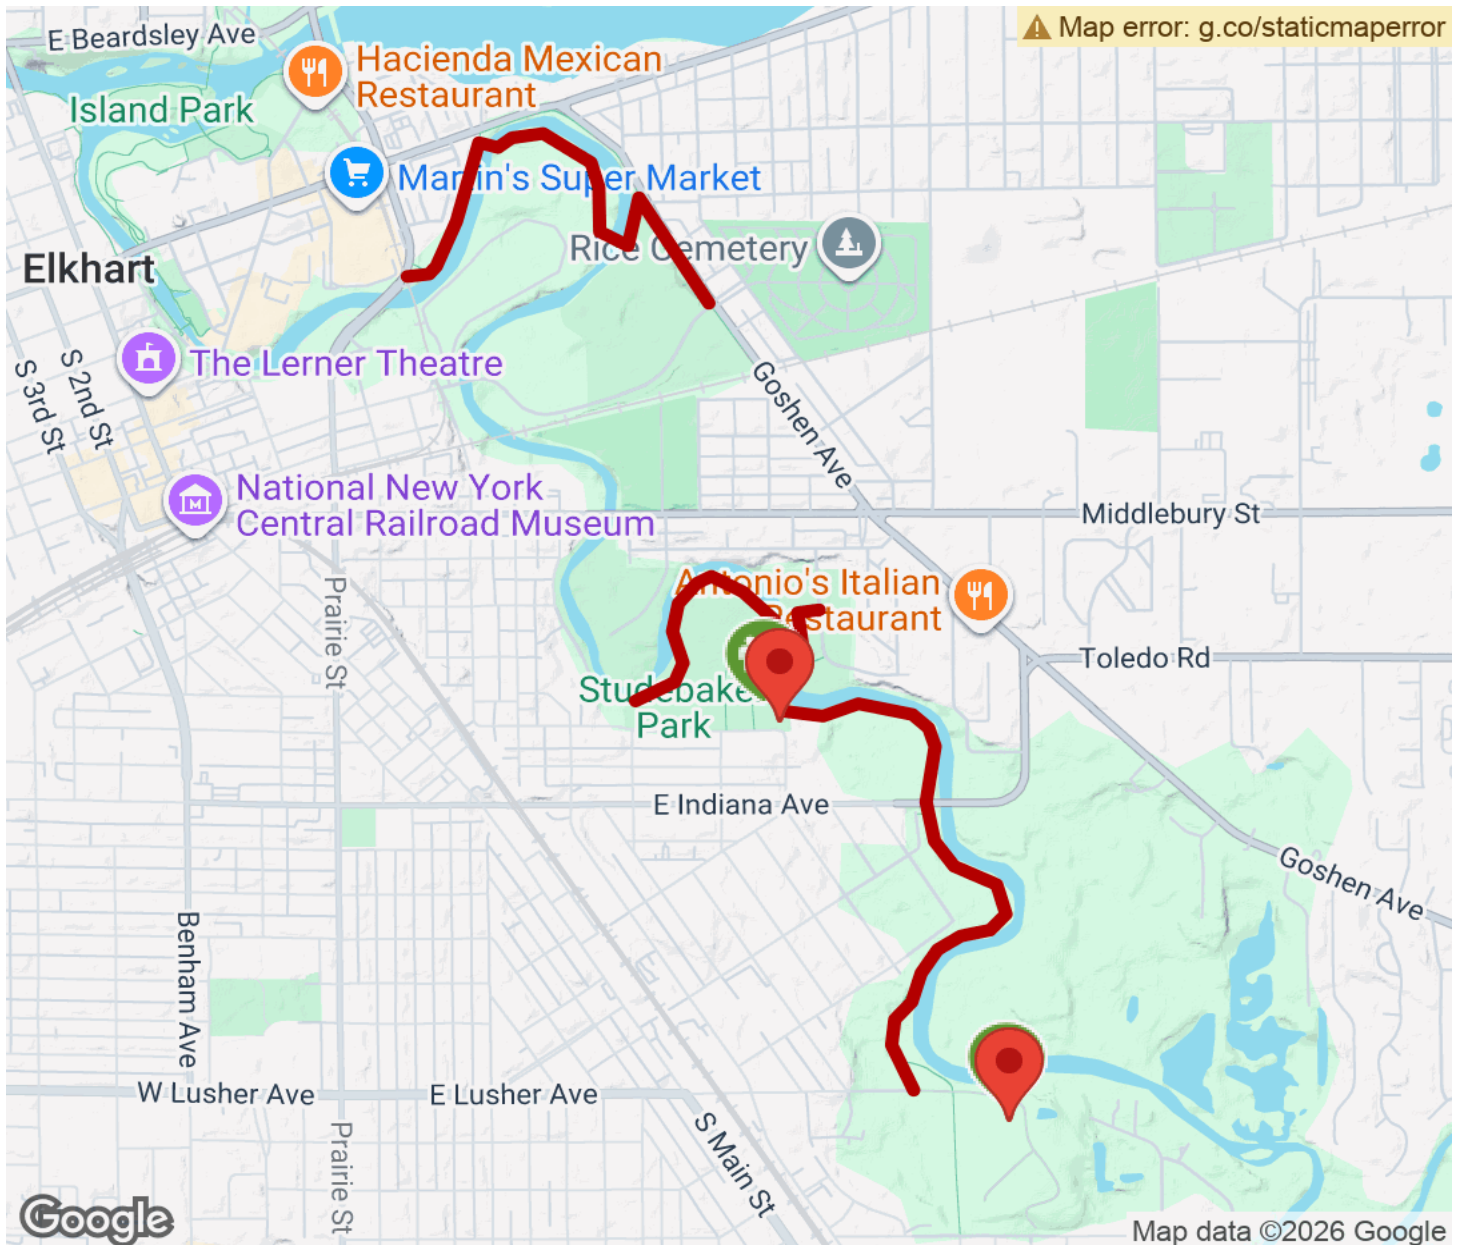 E Beardsley Ave
Map error: g.co/staticmaperror
Hacienda Mexican
Restaurant
Island Park
Martin's Super Market
Rice Cemetery
Elkhart
The Lerner Theatre
S 2nd St
S 3rd St
Goshen Ave
National New York
Central Railroad Museum
Middlebury St
Prairie St
Antonio's Italian
Restaurant
Toledo Rd
Studebaker
Park
E Indiana Ave
Goshen Ave
Benham Ave
W Lusher Ave
E Lusher Ave
S Main St
Prairie St
Google
Map data ©2026 Google